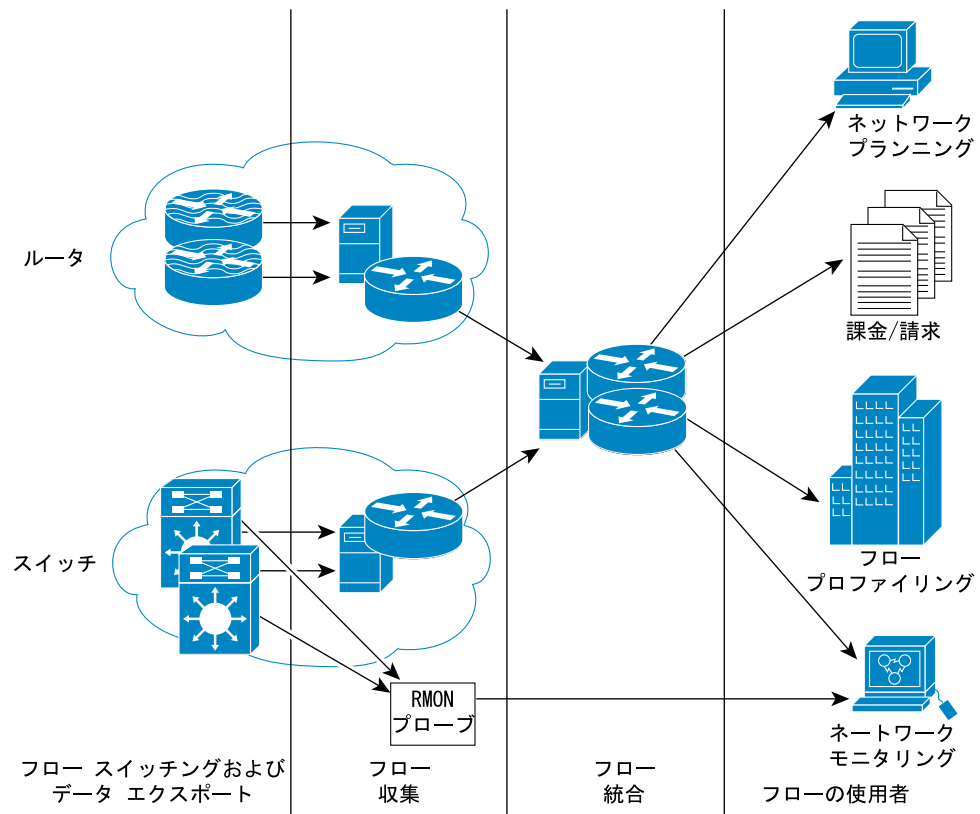 ネットワーク
プランニング
ルータ
課金/請求
スイッチ
フロー
プロファイリング
RMON
プローブ
ネートワーク
モニタリング
フロー スイッチングおよび
データ エクスポート
フロー
収集
フロー
統合
フローの使用者